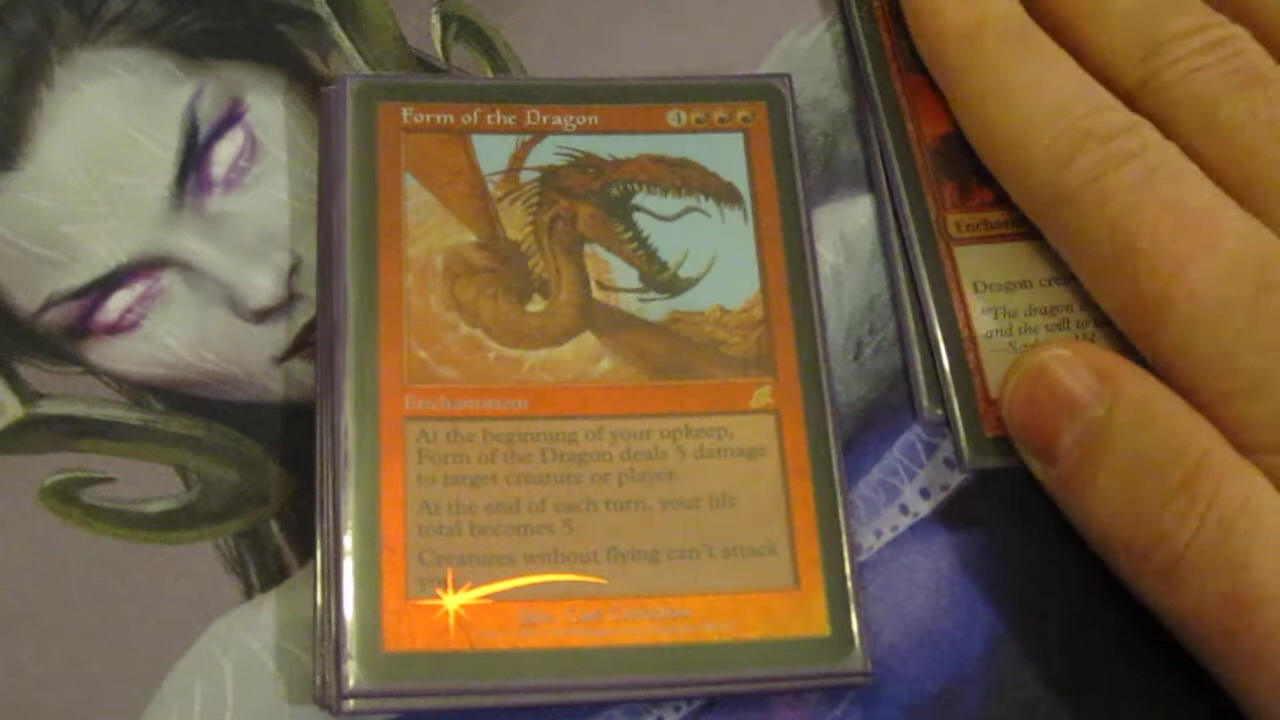 Form of the Dragon 4
Enchantment
At the beginning of your upkeep,
Form of the Dragon deals 5 damage
to target creature or player.
At the end of each turn, your life
total becomes 5
Creatures without flying can't attack
Dragon
"The dragon
and the will to